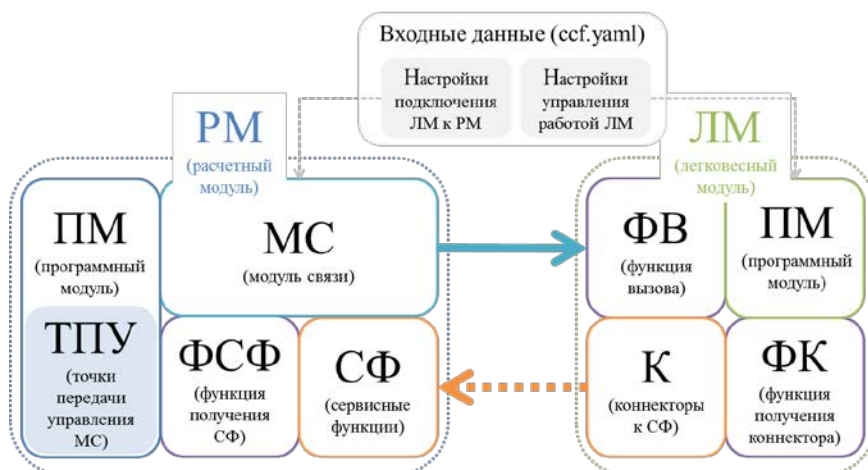 Входные данные (ccf.yaml)
Настройки
подключения
ЛМ к РМ
Настройки
управления
работой ЛМ
РМ
(расчетный
модуль)
ЛМ
(легковесный
модуль)
ПМ
(программный
модуль)
ТПУ
(точки
передачи
управления
МС)
МС
(модуль связи)
ФСФ
(функция
получения
СФ)
СФ
(сервисные
функции)
ФВ
(функция
вызова)
ПМ
(программный
модуль)
К
(коннекторы
к СФ)
ФК
(функция
получения
коннектора)